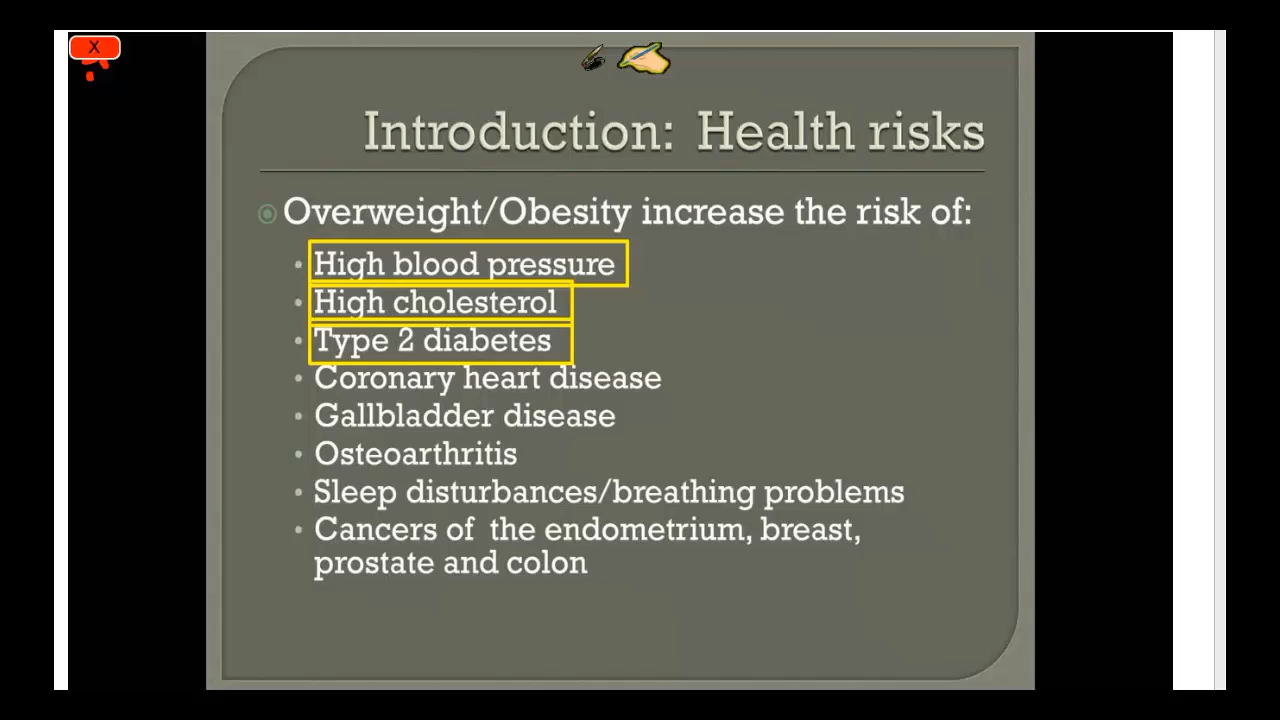 X
Introduction: Health risks
Overweight/Obesity increase the risk of:
High blood pressure
High cholesterol
Type 2 diabetes
Coronary heart disease
Gallbladder disease
Osteoarthritis
Sleep disturbances/breathing problems
Cancers of the endometrium, breast,
prostate and colon